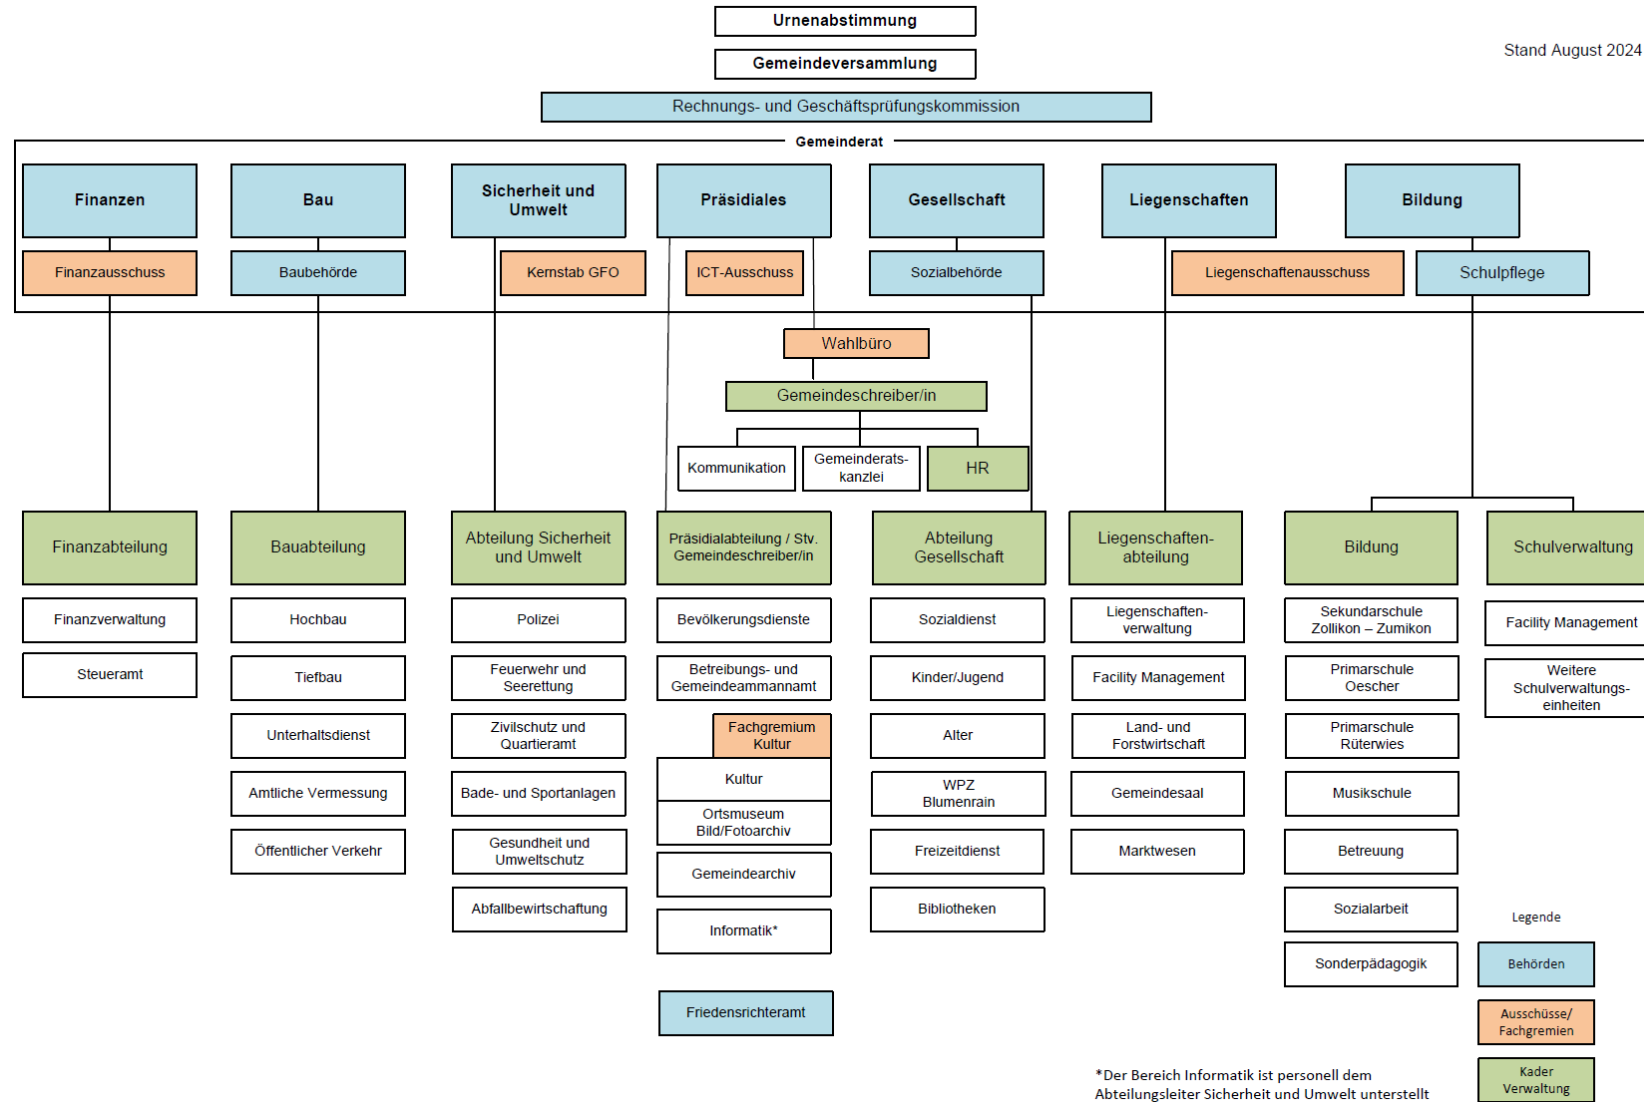 Urnenabstimmung
Stand August 2024
Gemeindeversammlung
Rechnungs- und Geschäftsprüfungskommission
Gemeinderat
Finanzen
Bau
Sicherheit und
Umwelt
Präsidiales
Gesellschaft
Liegenschaften
Bildung
Finanzausschuss
Baubehörde
Kernstab GFO
ICT-Ausschuss
Sozialbehörde
Liegenschaftenausschuss
Schulpflege
Wahlbüro
Gemeindeschreiber/in
Kommunikation
Gemeinderats-
kanzlei
HR
Finanzabteilung
Finanzverwaltung
Steueramt
Bauabteilung
Hochbau
Tiefbau
Unterhaltsdienst
Amtliche Vermessung
Öffentlicher Verkehr
Abteilung Sicherheit
und Umwelt
Polizei
Feuerwehr und
Seerettung
Zivilschutz und
Quartieramt
Bade- und Sportanlagen
Gesundheit und
Umweltschutz
Abfallbewirtschaftung
Präsidialabteilung / Stv.
Gemeindeschreiber/in
Bevölkerungsdienste
Betreibungs- und
Gemeindeammannamt
Fachgremium
Kultur
Kultur
Ortsmuseum
Bild/Fotoarchiv
Gemeindearchiv
Informatik*
Friedensrichteramt
Abteilung
Gesellschaft
Sozialdienst
Kinder/Jugend
Alter
WPZ
Blumenrain
Freizeitdienst
Bibliotheken
Liegenschaften-
abteilung
Liegenschaften-
verwaltung
Facility Management
Land- und
Forstwirtschaft
Gemeindesaal
Marktwesen
Bildung
Sekundarschule
Zollikon – Zumikon
Primarschule
Oescher
Primarschule
Rüterwies
Musikschule
Betreuung
Sozialarbeit
Sonderpädagogik
Schulverwaltung
Facility Management
Weitere
Schulverwaltungs-
einheiten
Legende
Behörden
Ausschüsse/
Fachgremien
Kader
Verwaltung
*Der Bereich Informatik ist personell dem
Abteilungsleiter Sicherheit und Umwelt unterstellt